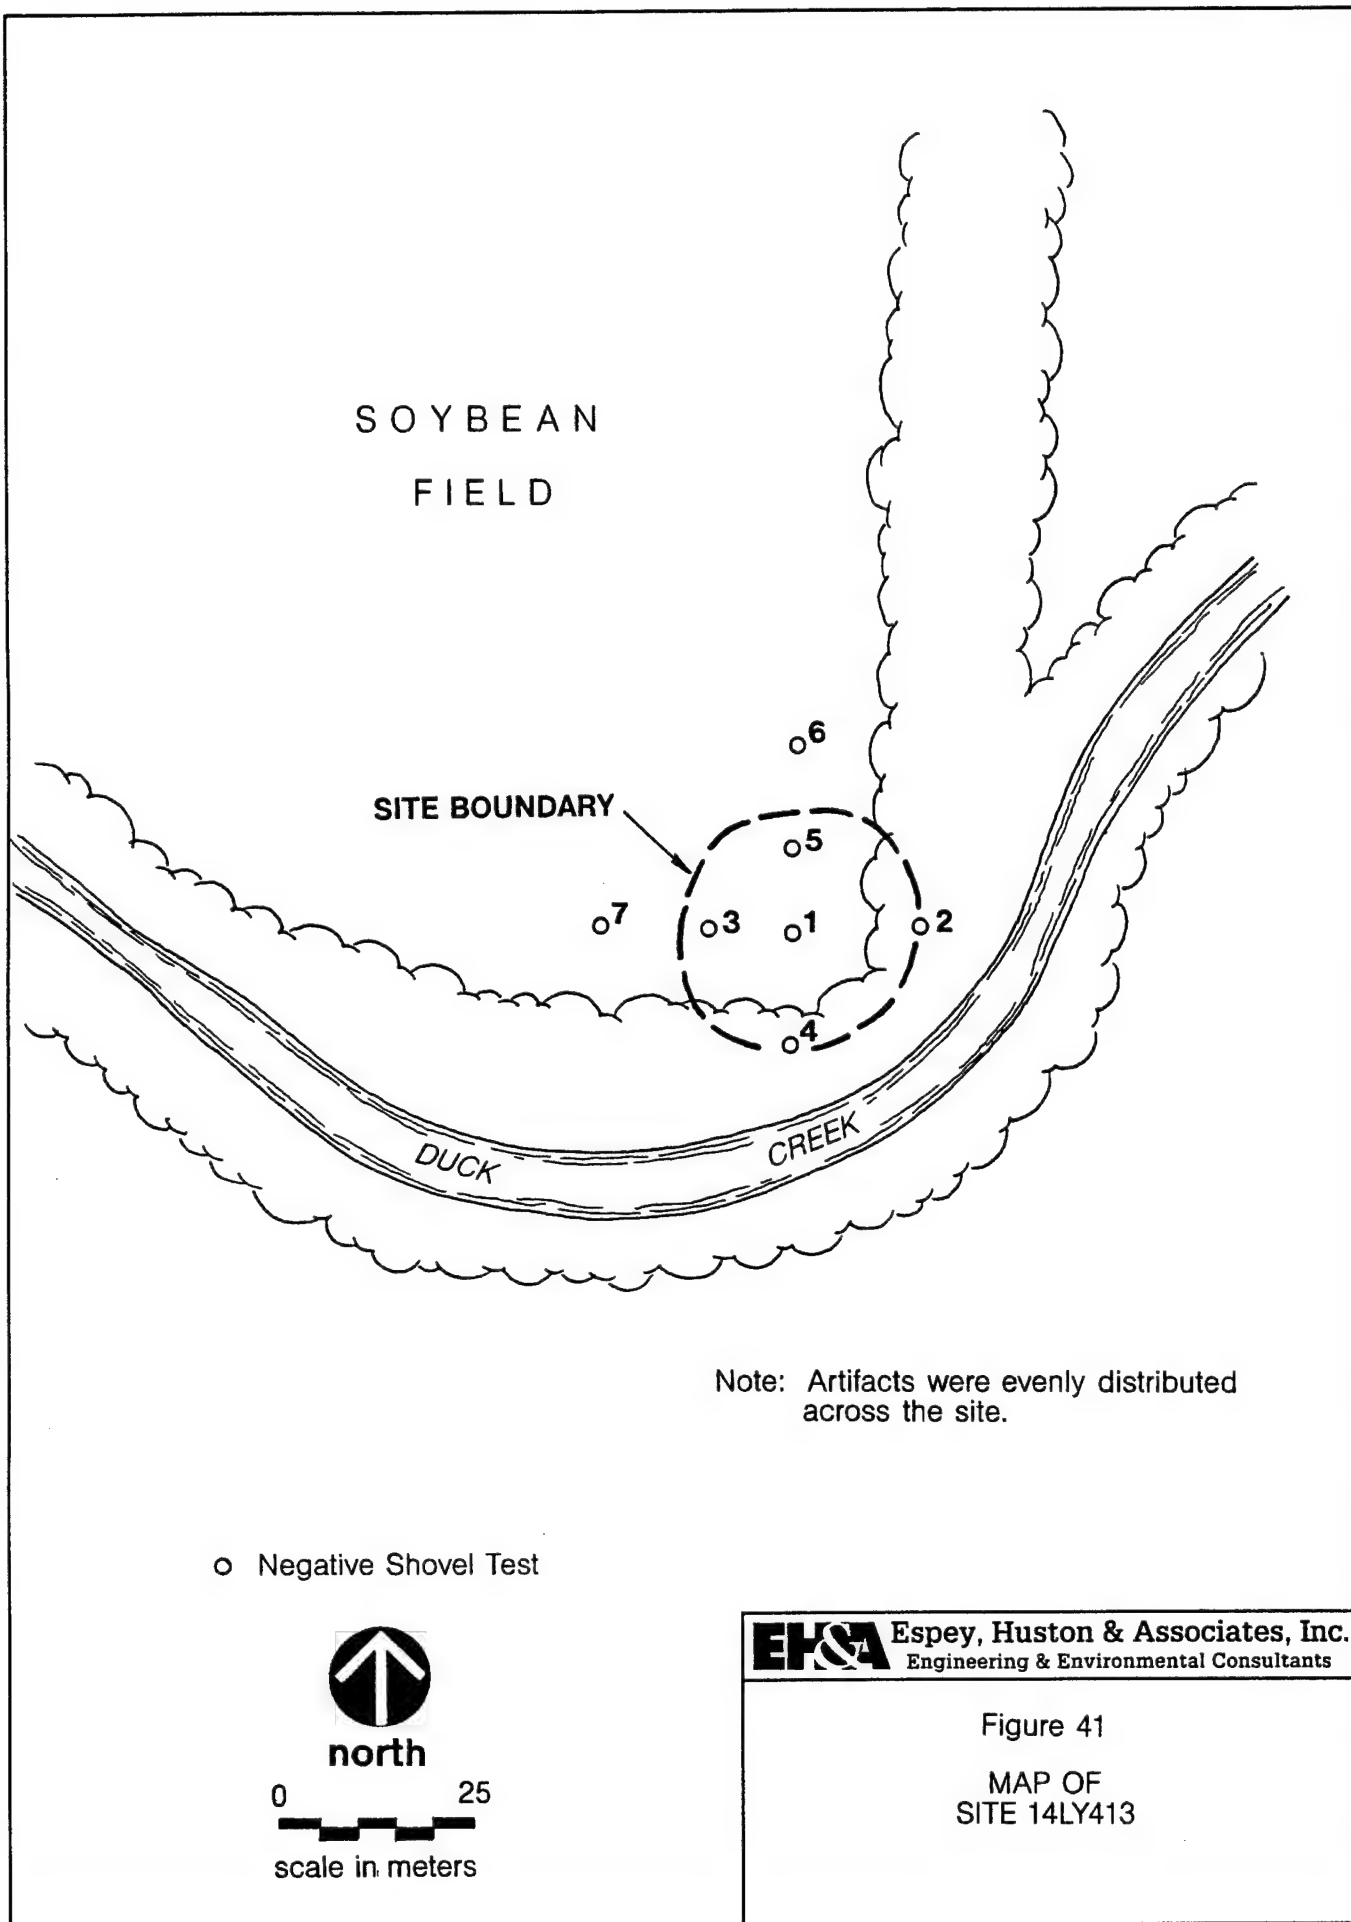 SOYBEAN
FIELD
6
SITE BOUNDARY
5
7
3
1
2
4
DUCK CREEK
Note: Artifacts were evenly distributed
across the site.
o Negative Shovel Test
north
0 25
scale in meters
EH&A Espey, Huston & Associates, Inc.
Engineering & Environmental Consultants
Figure 41
MAP OF
SITE 14LY413